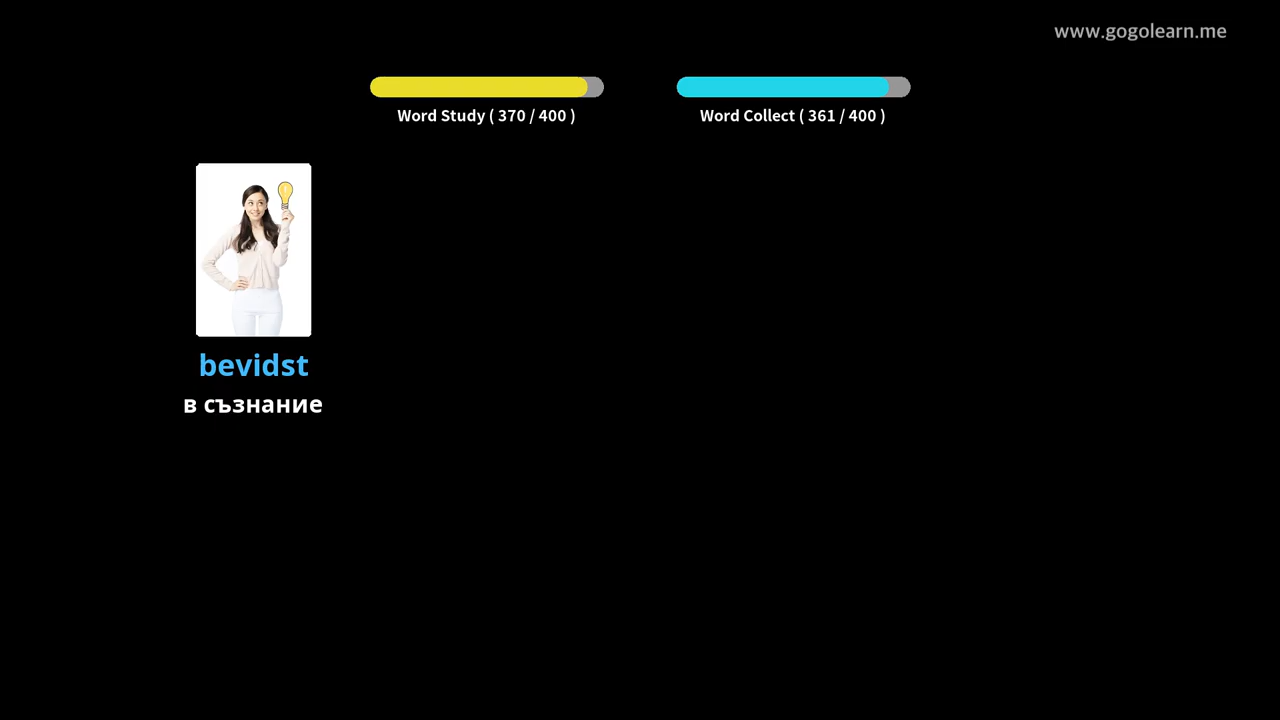 www.gogolearn.me
Word Study ( 370 / 400 )
Word Collect ( 361 / 400 )
bevidst
в съзнание